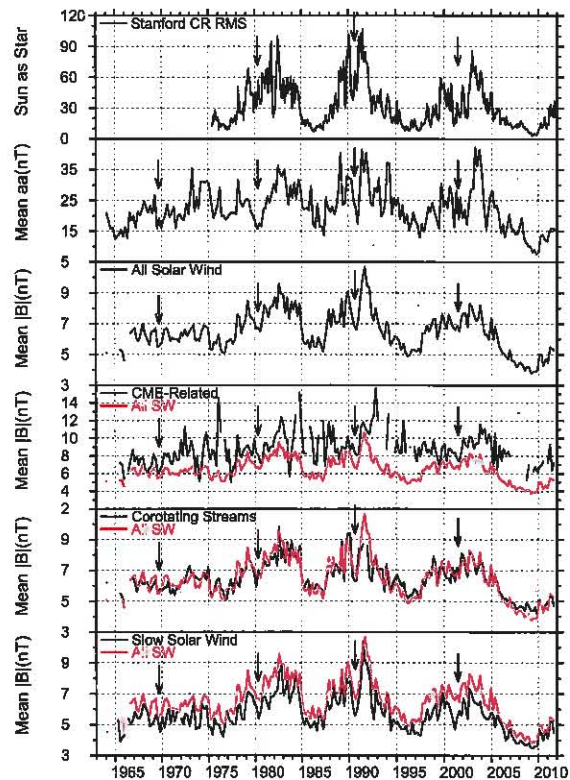 Sun as Star
120
90
60
30
0
Stanford CR RMS
Mean aa(nT)
35
25
15
5
Mean |B|(nT)
9
7
5
3
All Solar Wind
Mean |B|(nT)
14
12
10
8
6
4
2
CME-Related
All SW
Mean |B|(nT)
9
7
5
3
Corotating Streams
All SW
Mean |B|(nT)
9
7
5
3
Slow Solar Wind
All SW
1965 1970 1975 1980 1985 1990 1995 2000 2005 2010